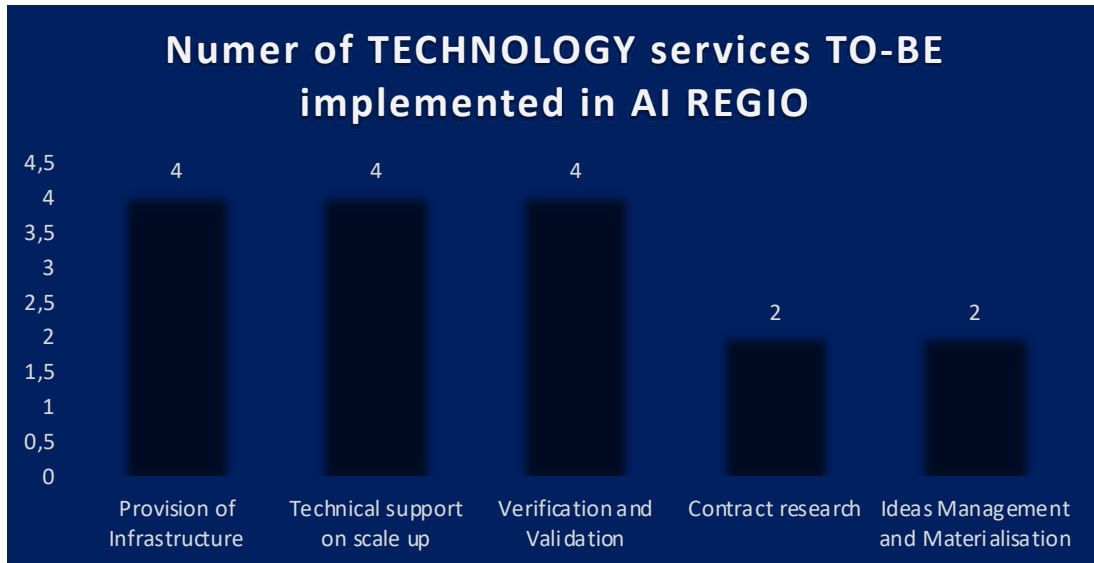 Numer of TECHNOLOGY services TO-BE
implemented in AI REGIO
4,5
4
3,5
3
2,5
2
1,5
1
0,5
0
4
4
4
2
2
Provision of
Infrastructure
Technical support
on scale up
Verification and
Validation
Contract research
Ideas Management
and Materialisation